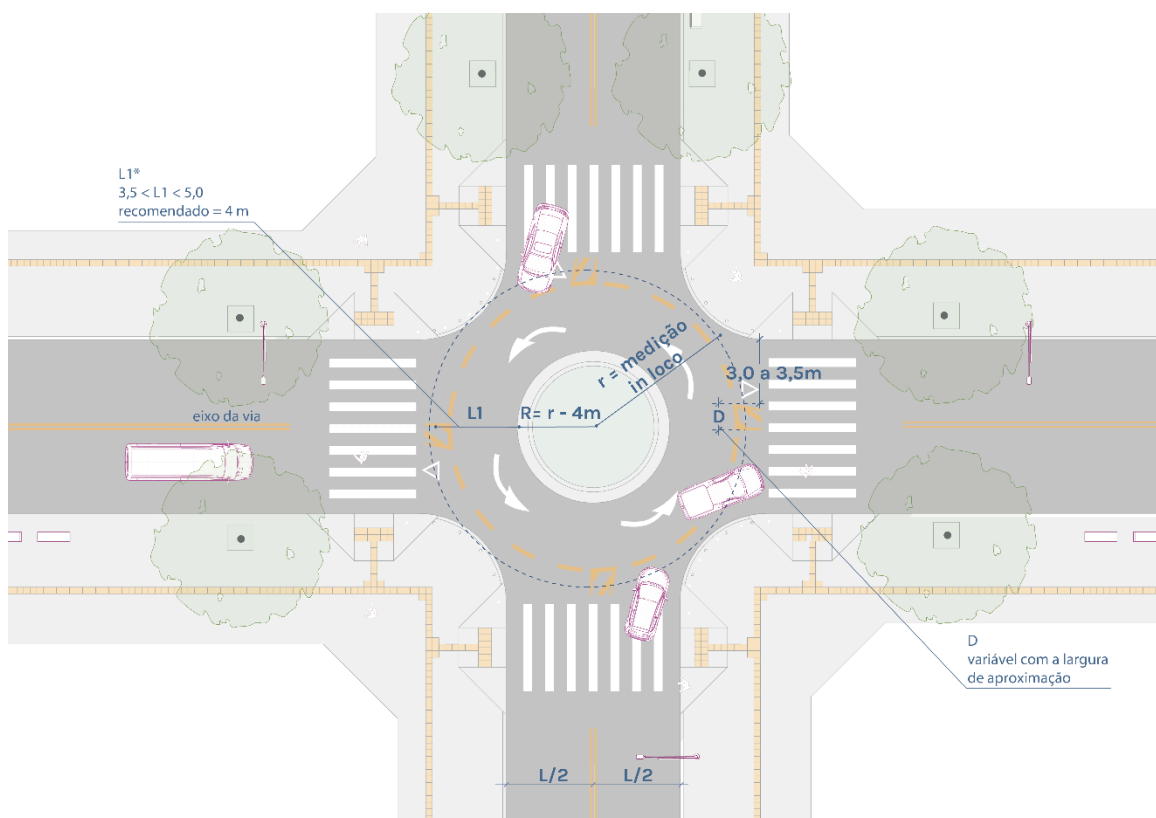 L1*
3,5 < L1 < 5,0
recomendado = 4 m
r = medição
in loco
3,0 a 3,5m
eixo da via
L1
R= r - 4m
D
D
variável com a largura
de aproximação
L/2
L/2